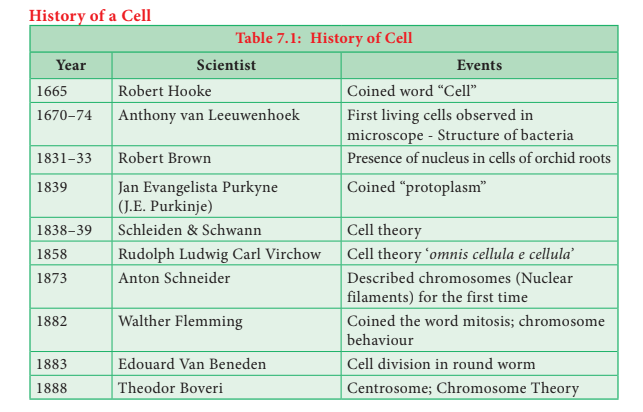 History of a Cell
Table 7.1: History of Cell
Year Scientist Events
1665 Robert Hooke Coined word “Cell”
1670–74 Anthony van Leeuwenhoek First living cells observed in
microscope - Structure of bacteria
1831–33 Robert Brown Presence of nucleus in cells of orchid roots
1839 Jan Evangelista Purkyne Coined “protoplasm”
(J.E. Purkinje)
1838–39 Schleiden & Schwann Cell theory
1858 Rudolph Ludwig Carl Virchow Cell theory ‘omnis cellula e cellula’
1873 Anton Schneider Described chromosomes (Nuclear
filaments) for the first time
1882 Walther Flemming Coined the word mitosis; chromosome
behaviour
1883 Edouard Van Beneden Cell division in round worm
1888 Theodor Boveri Centrosome; Chromosome Theory